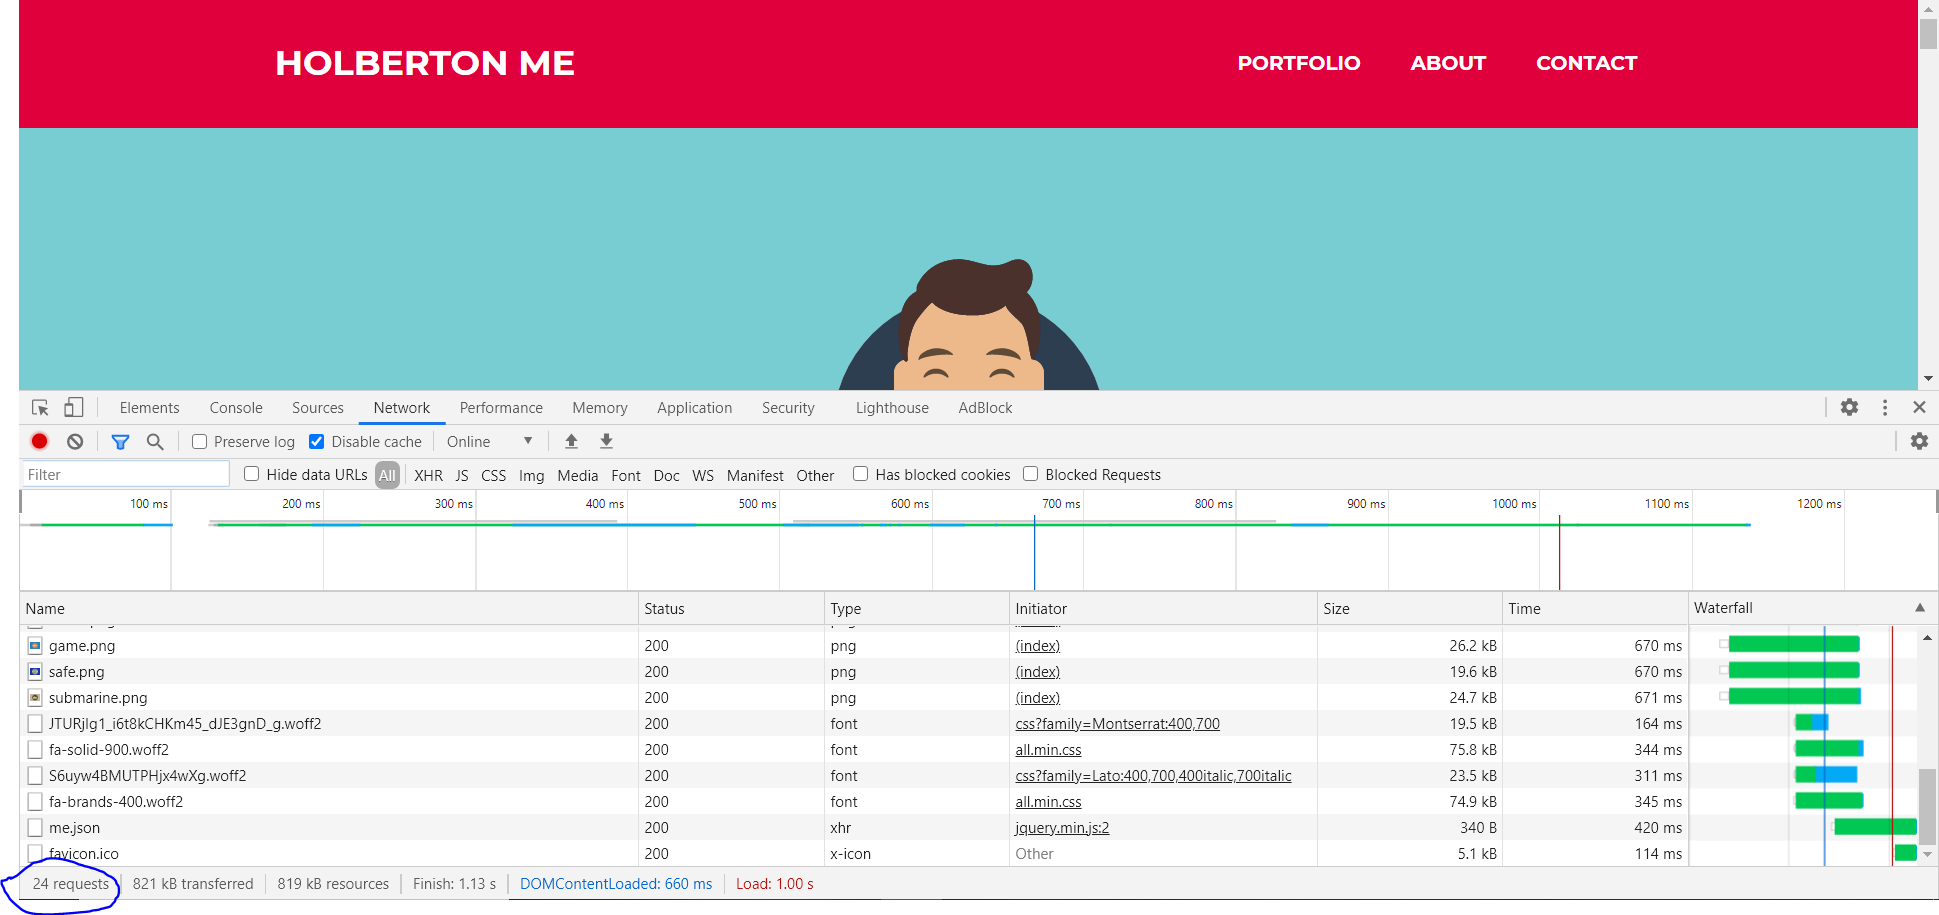 HOLBERTON ME PORTFOLIO ABOUT CONTACT
Elements Console Sources Network Performance Memory Application Security Lighthouse AdBlock
Preserve log Disable cache Online
Filter Hide data URLs All XHR JS CSS Img Media Font Doc WS Manifest Other Has blocked cookies Blocked Requests
100 ms 200 ms 300 ms 400 ms 500 ms 600 ms 700 ms 800 ms 900 ms 1000 ms 1100 ms 1200 ms
Name Status Type Initiator Size Time Waterfall
game.png 200 png (index) 26.2 kB 670 ms
safe.png 200 png (index) 19.6 kB 670 ms
submarine.png 200 png (index) 24.7 kB 671 ms
JTURjIg1_i6t8kCHKm45_dJE3gnD_g.woff2 200 font css?family=Montserrat:400,700 19.5 kB 164 ms
fa-solid-900.woff2 200 font all.min.css 75.8 kB 344 ms
S6uyw4BMUTPHjx4wXg.woff2 200 font css?family=Lato:400,700,400italic,700italic 23.5 kB 311 ms
fa-brands-400.woff2 200 font all.min.css 74.9 kB 345 ms
me.json 200 xhr jquery.min.js:2 340 B 420 ms
favicon.ico 200 x-icon Other 5.1 kB 114 ms
24 requests 821 kB transferred 819 kB resources Finish: 1.13 s DOMContentLoaded: 660 ms Load: 1.00 s